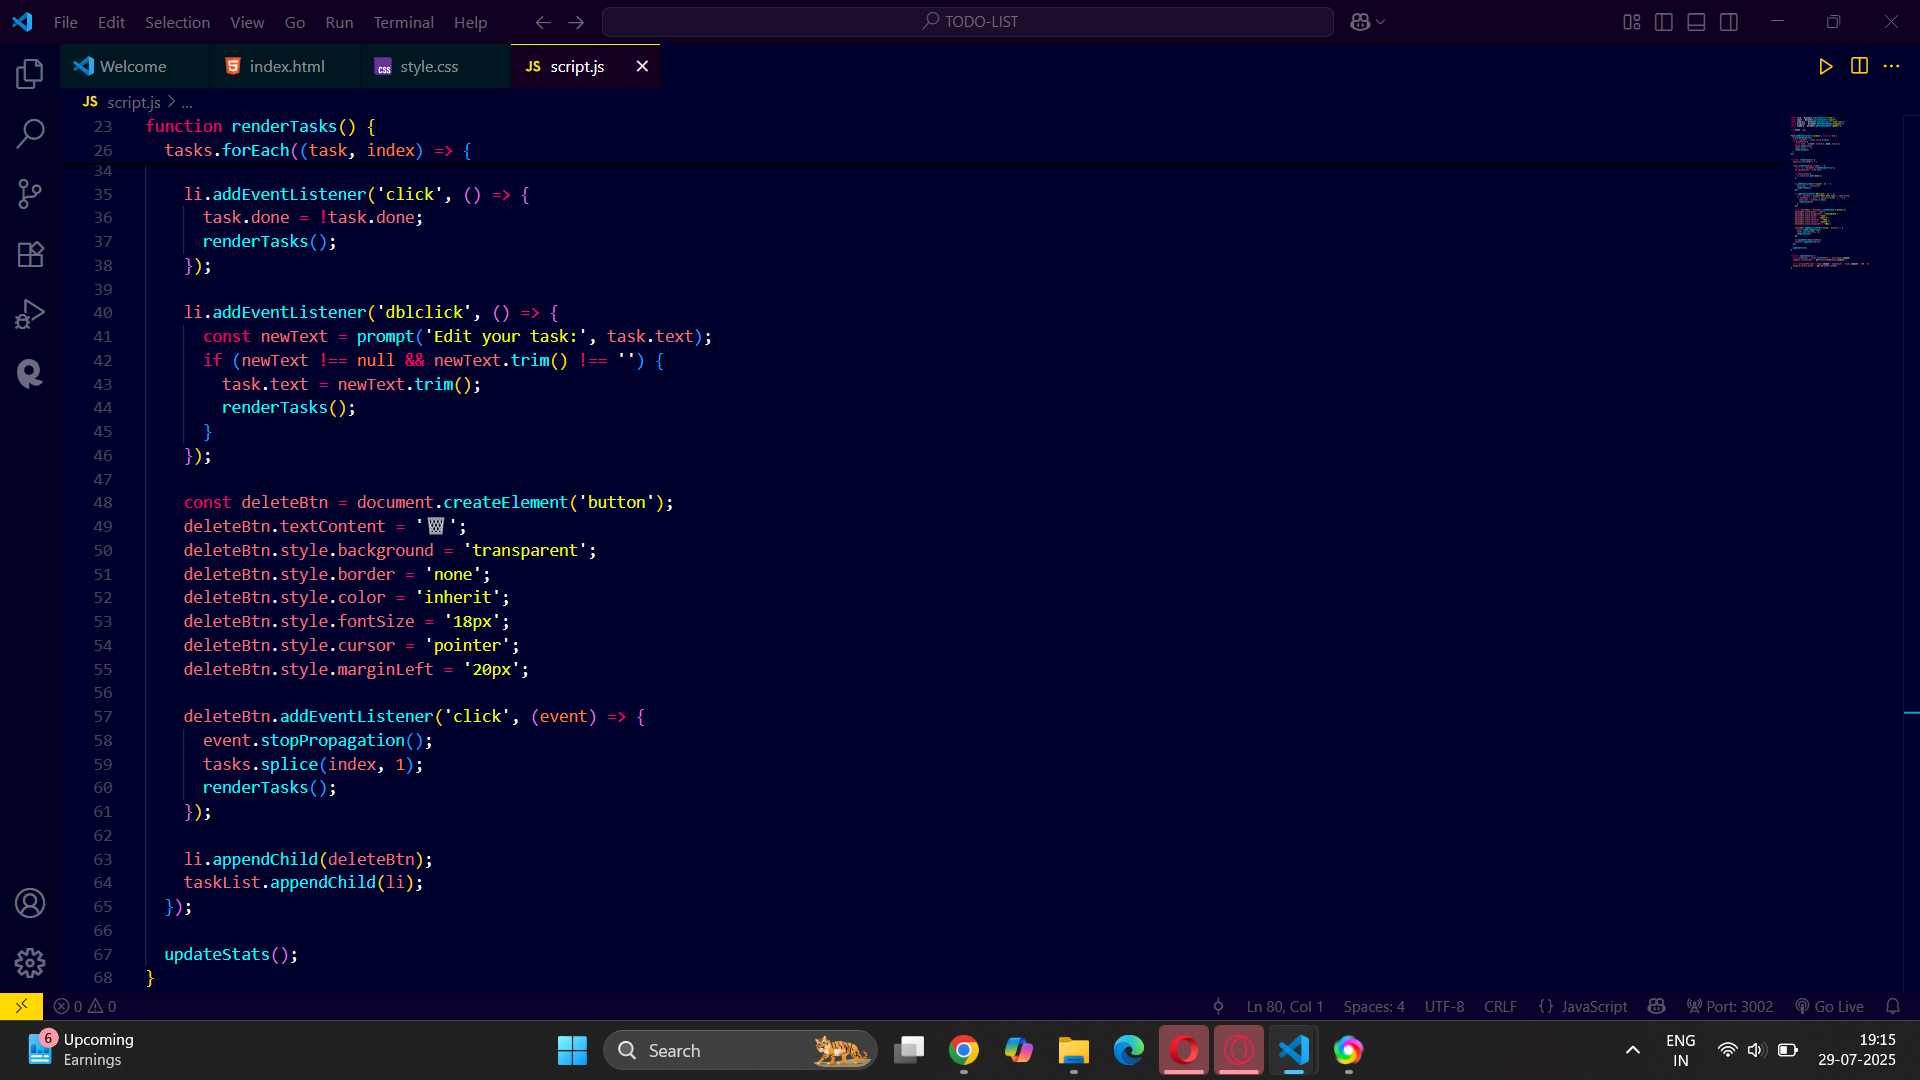 File Edit Selection View Go Run Terminal Help
TODO-LIST
Welcome
index.html
style.css
JS script.js
JS script.js > ...
23 function renderTasks() {
26 tasks.forEach((task, index) => {
34
35 li.addEventListener('click', () => {
36 task.done = !task.done;
37 renderTasks();
38 });
39
40 li.addEventListener('dblclick', () => {
41 const newText = prompt('Edit your task:', task.text);
42 if (newText !== null && newText.trim() !== '') {
43 task.text = newText.trim();
44 renderTasks();
45 }
46 });
47
48 const deleteBtn = document.createElement('button');
49 deleteBtn.textContent = '🗑️';
50 deleteBtn.style.background = 'transparent';
51 deleteBtn.style.border = 'none';
52 deleteBtn.style.color = 'inherit';
53 deleteBtn.style.fontSize = '18px';
54 deleteBtn.style.cursor = 'pointer';
55 deleteBtn.style.marginLeft = '20px';
56
57 deleteBtn.addEventListener('click', (event) => {
58 event.stopPropagation();
59 tasks.splice(index, 1);
60 renderTasks();
61 });
62
63 li.appendChild(deleteBtn);
64 taskList.appendChild(li);
65 });
66
67 updateStats();
68 }
0 0
Ln 80, Col 1 Spaces: 4 UTF-8 CRLF {} JavaScript Port: 3002 Go Live
6 Upcoming
Earnings
Search
ENG
IN
19:15
29-07-2025